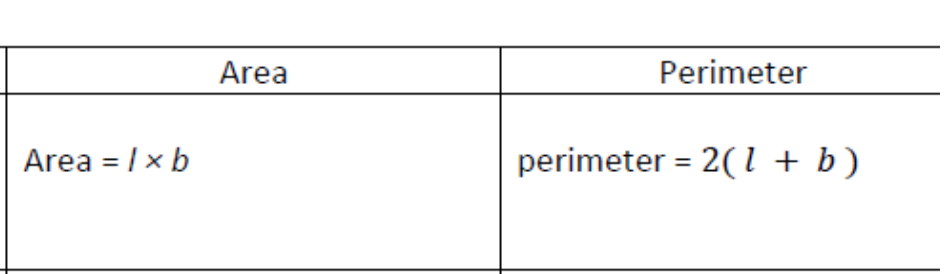 Area
Perimeter
Area = l × b
perimeter = 2( l + b )